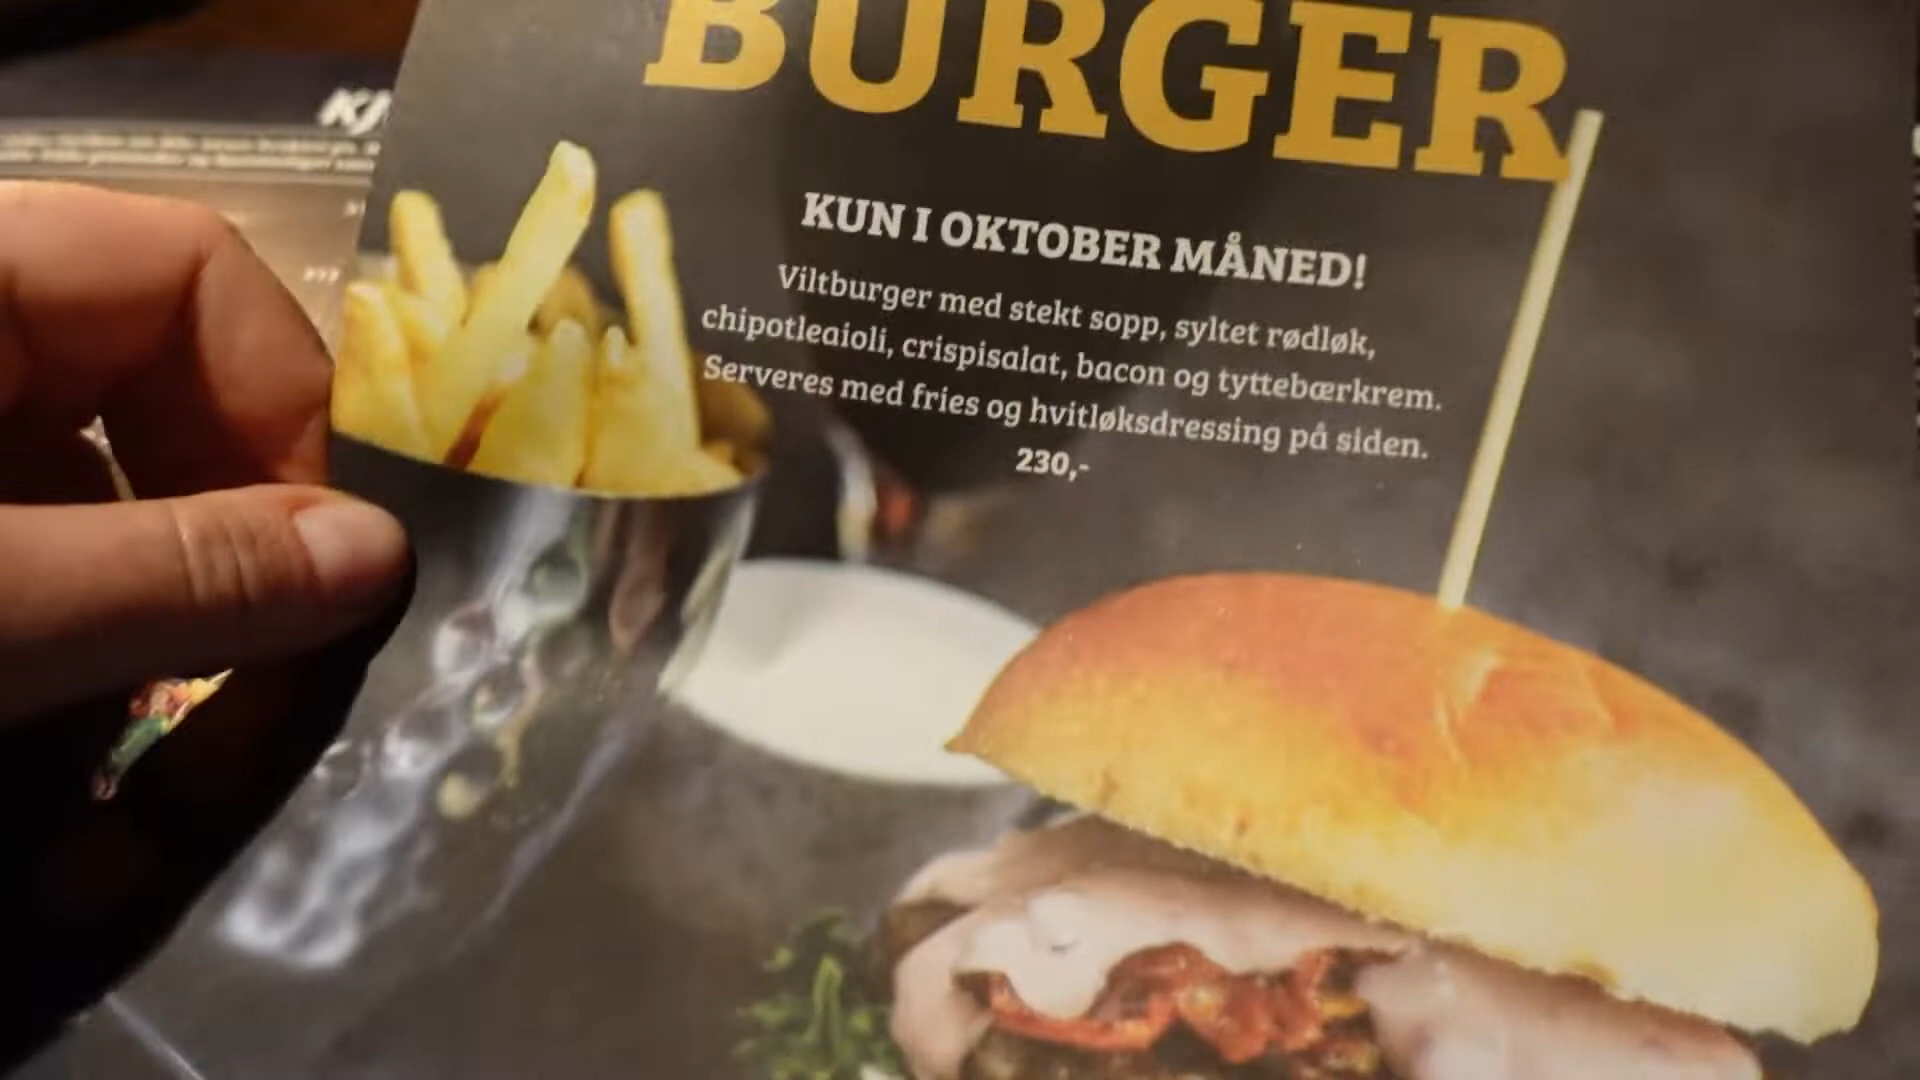 KJ
BURGER
KUN I OKTOBER MÅNED!
Viltburger med stekt sopp, syltet rødløk,
chipotleaioli, crispisalat, bacon og tyttebærkrem.
Serveres med fries og hvitløksdressing på siden.
230,-